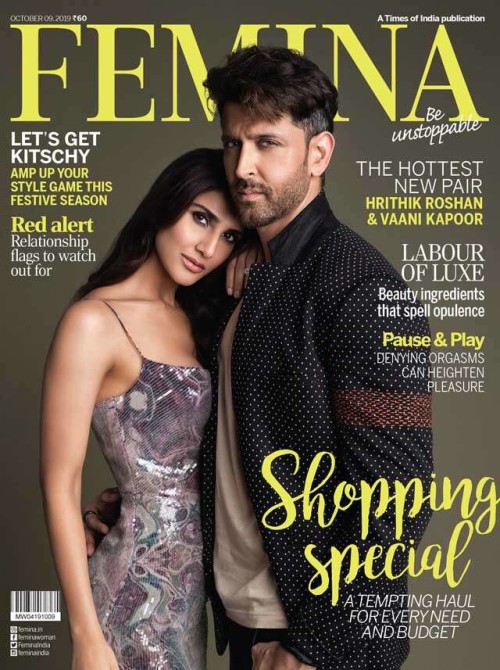 OCTOBER 09, 2019 ₹60
A Times of India publication
FEMINA
Be
unstoppable
LET'S GET
KITSCHY
AMP UP YOUR
STYLE GAME THIS
FESTIVE SEASON
Red alert
Relationship
flags to watch
out for
THE HOTTEST
NEW PAIR
HRITHIK ROSHAN
& VAANI KAPOOR
LABOUR
OF LUXE
Beauty ingredients
that spell opulence
Pause & Play
DENYING ORGASMS
CAN HEIGHTEN
PLEASURE
Shopping
special
A TEMPTING HAUL
FOR EVERY NEED
AND BUDGET
MW04191009
femina.in
feminawoman
FeminaIndia
feminaindia